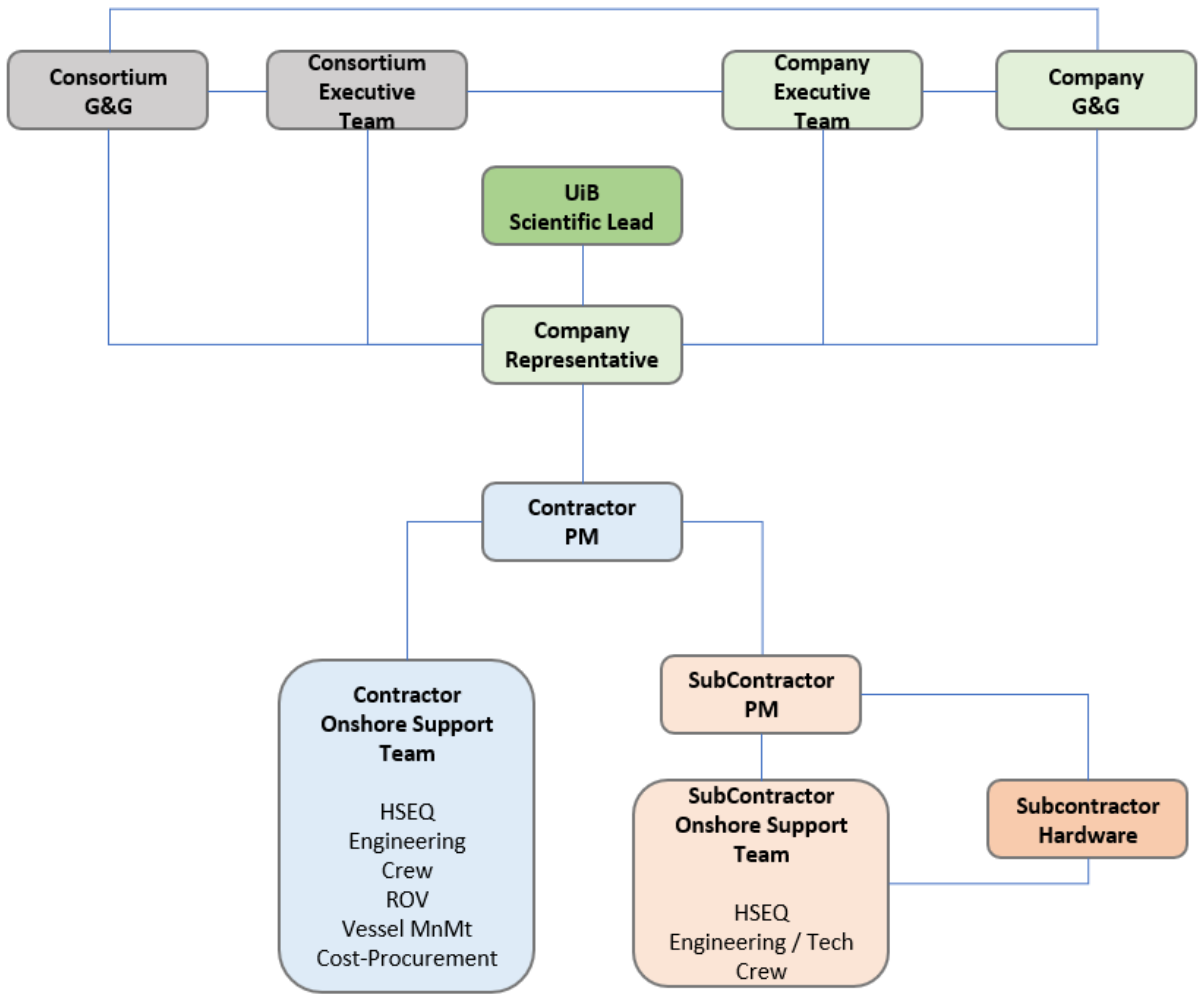 Consortium
G&G
Consortium
Executive
Team
Company
Executive
Team
Company
G&G
UiB
Scientific Lead
Company
Representative
Contractor
PM
Contractor
Onshore Support
Team
HSEQ
Engineering
Crew
ROV
Vessel MnMt
Cost-Procurement
SubContractor
PM
SubContractor
Onshore Support
Team
HSEQ
Engineering / Tech
Crew
Subcontractor
Hardware